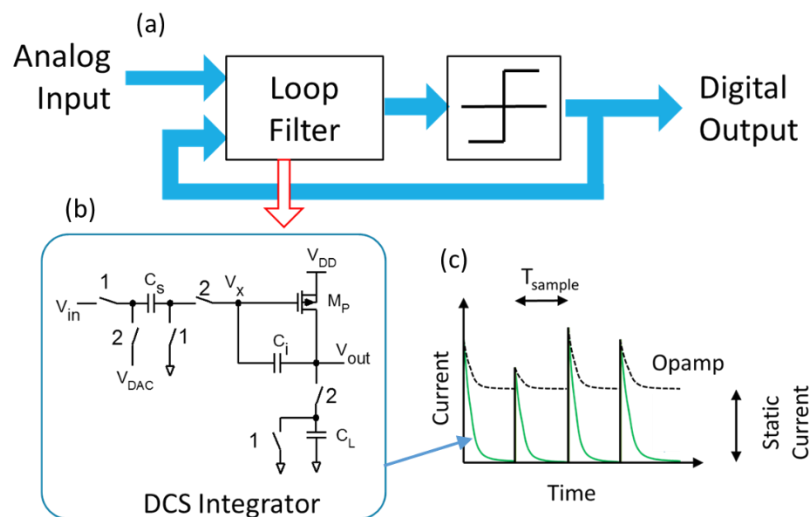 (a)
Analog
Input
Loop
Filter
Digital
Output
(b)
1
C_s
2
V_x
V_DD
M_P
V_in
2
1
V_DAC
C_i
V_out
2
1
C_L
DCS Integrator
(c)
T_sample
Current
Opamp
Static
Current
Time